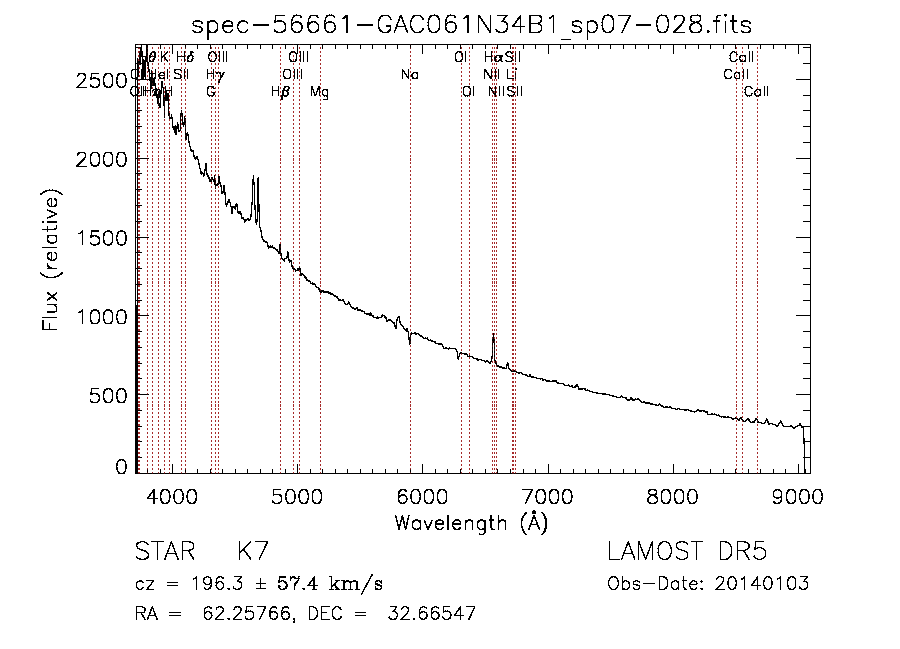 spec-56661-GAC061N34B1_sp07-028.fits
Hθ K Hδ OIII OIII OI Hα SII CaII
HeI SII Hγ OIII Na NII Li CaII
H G Hβ Mg OI NII SII CaII
2500
2000
1500
1000
500
0
Flux (relative)
4000 5000 6000 7000 8000 9000
Wavelength (Å)
STAR K7 LAMOST DR5
cz = 196.3 ± 57.4 km/s Obs-Date: 20140103
RA = 62.25766, DEC = 32.66547